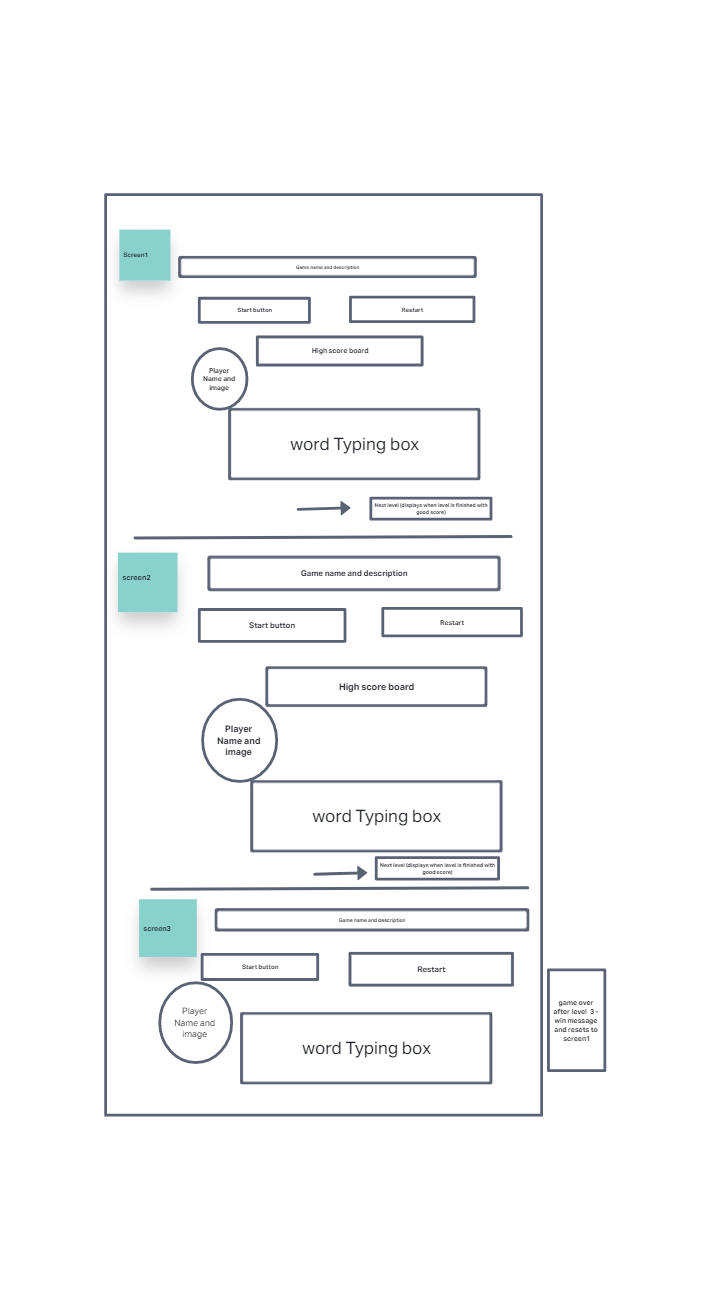 Screen1
Game name and description
Start button
Restart
High score board
Player
Name and
image
word Typing box
Next level (displays when level is finished with
good score)
screen2
Game name and description
Start button
Restart
High score board
Player
Name and
image
word Typing box
Next level (displays when level is finished with
good score)
screen3
Game name and description
Start button
Restart
Player
Name and
image
word Typing box
game over
after level 3 -
win message
and resets to
screen1